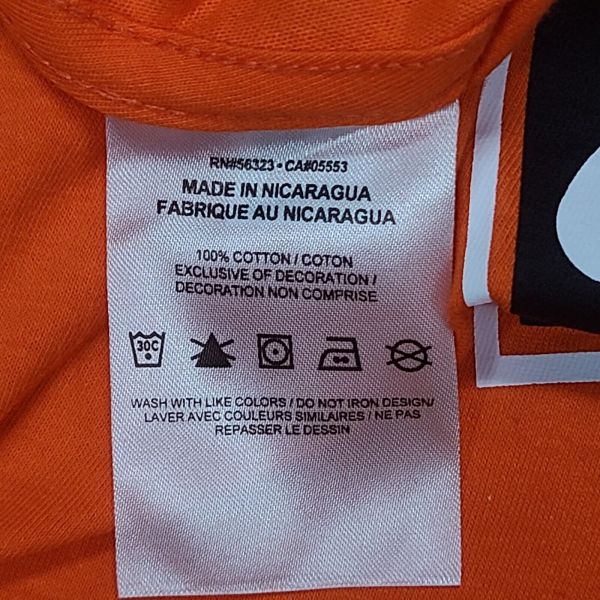 RN#56323 • CA#05553
MADE IN NICARAGUA
FABRIQUE AU NICARAGUA
100% COTTON / COTON
EXCLUSIVE OF DECORATION /
DECORATION NON COMPRISE
30C
WASH WITH LIKE COLORS / DO NOT IRON DESIGN/
LAVER AVEC COULEURS SIMILAIRES / NE PAS
REPASSER LE DESSIN